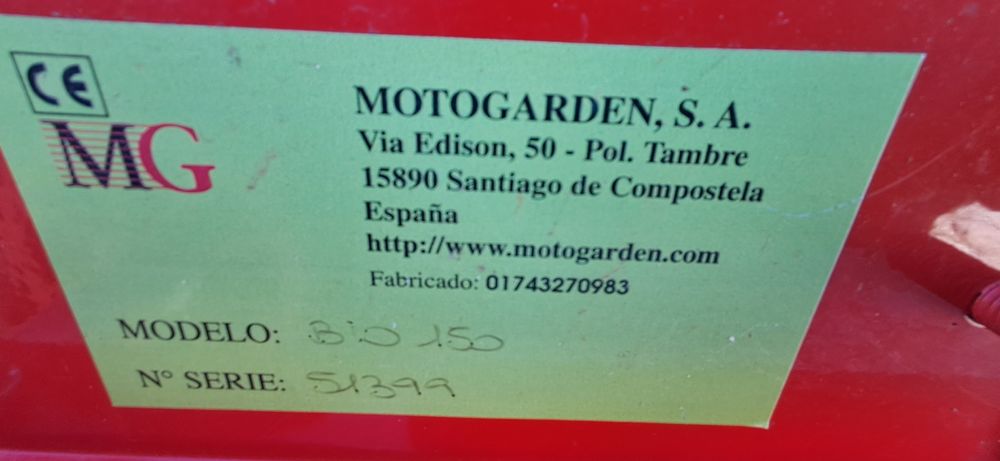 CE
MG
MOTOGARDEN, S. A.
Via Edison, 50 - Pol. Tambre
15890 Santiago de Compostela
España
http://www.motogarden.com
Fabricado: 01743270983
MODELO: BiO 150
Nº SERIE: 51399